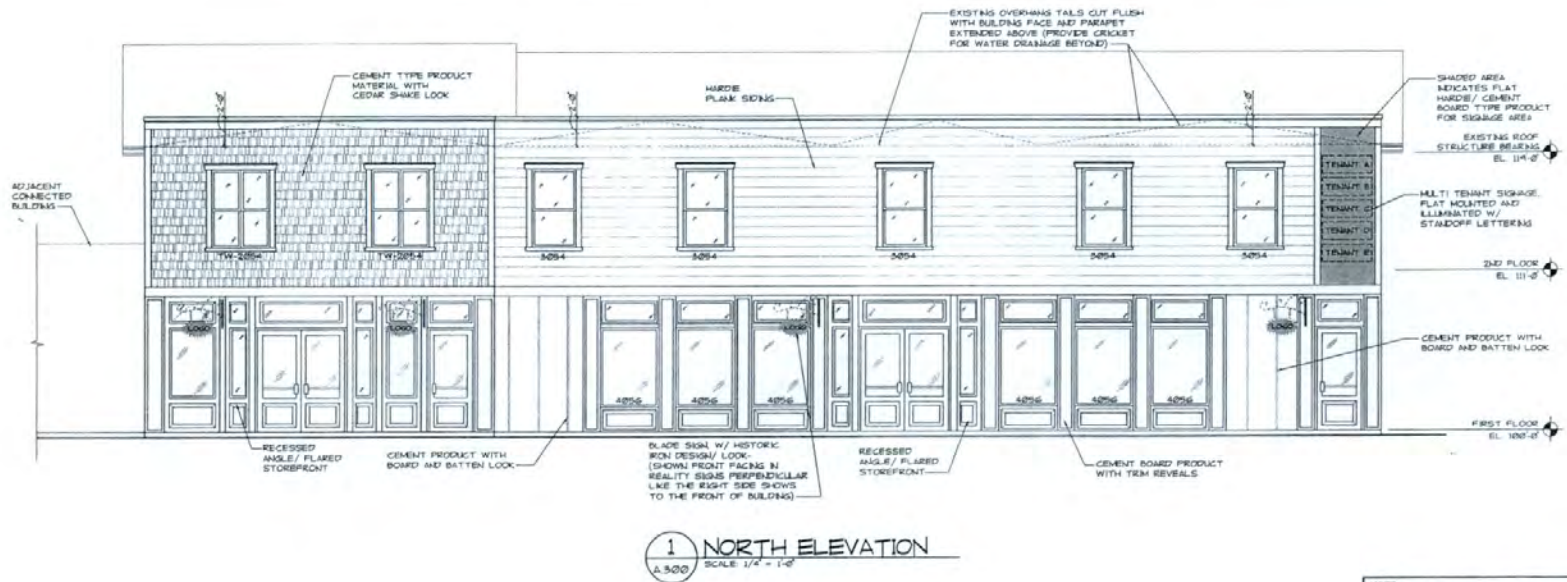 EXISTING OVERHANG TAILS CUT FLUSH
WITH BUILDING FACE AND PARAPET
EXTENDED ABOVE (PROVIDE CRICKET
FOR WATER DRAINAGE BEYOND)
CEMENT TYPE PRODUCT
MATERIAL WITH
CEDAR SHAKE LOOK
HARDIE
PLANK SIDING
SHADED AREA
INDICATES FLAT
HARDIE/ CEMENT
BOARD TYPE PRODUCT
FOR SIGNAGE AREA
EXISTING ROOF
STRUCTURE BEARING
EL. 119'-0"
ADJACENT
CONNECTED
BUILDING
TENANT A
TENANT B
TENANT C
TENANT D
TENANT E
MULTI TENANT SIGNAGE,
FLAT MOUNTED AND
ILLUMINATED W/
STANDOFF LETTERING
TW-2054
TW-2054
3054
3054
3054
3054
3054
2ND FLOOR
EL. 111'-0"
LOGO
LOGO
LOGO
LOGO
CEMENT PRODUCT WITH
BOARD AND BATTEN LOOK
4056
4056
4056
4056
4056
4056
FIRST FLOOR
EL. 100'-0"
RECESSED
ANGLE/ FLARED
STOREFRONT
CEMENT PRODUCT WITH
BOARD AND BATTEN LOOK
BLADE SIGN, W/ HISTORIC
IRON DESIGN/ LOOK-
(SHOWN FRONT FACING IN
REALITY SIGNS PERPENDICULAR
LIKE THE RIGHT SIDE SHOWS
TO THE FRONT OF BUILDING)
RECESSED
ANGLE/ FLARED
STOREFRONT
CEMENT BOARD PRODUCT
WITH TRIM REVEALS
1
A.300
NORTH ELEVATION
SCALE: 1/4" = 1'-0"